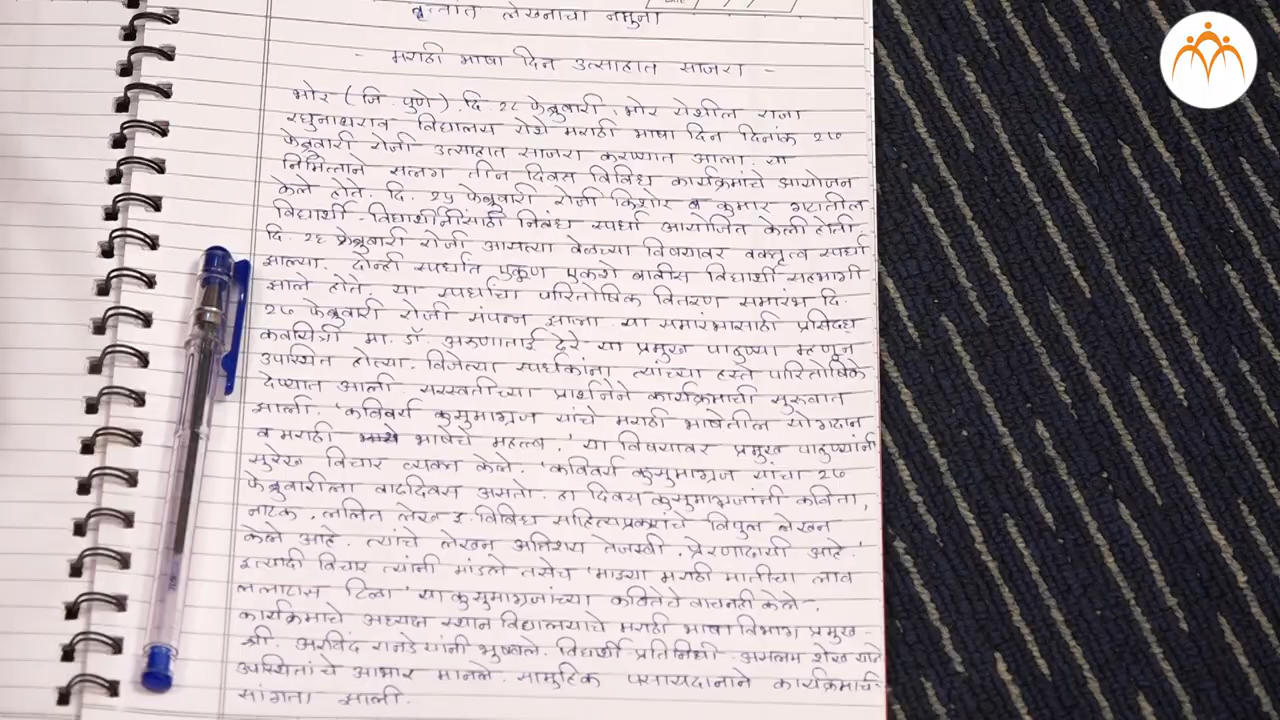 वृत्तांत लेखनाचा नमुना
- मराठी भाषा दिन उत्साहात साजरा -
भोर (जि. पुणे) दि. २८ फेब्रुवारी, भोर येथील राजा
रघुनाथराव विद्यालय येथे मराठी भाषा दिन दिनांक २७
फेब्रुवारी रोजी उत्साहात साजरा करण्यात आला. या
निमित्ताने सलग तीन दिवस विविध कार्यक्रमांचे आयोजन
केले होते. दि. २५ फेब्रुवारी रोजी किशोर व कुमार गटातील
विद्यार्थी-विद्यार्थीनींसाठी निबंध स्पर्धा आयोजित केली होती.
दि. २६ फेब्रुवारी रोजी आयत्या वेळच्या विषयावर वक्तृत्व स्पर्धा
झाल्या. दोन्ही स्पर्धात एकूण एकशे बावीस विद्यार्थी सहभागी
झाले होते. या स्पर्धांचा पारितोषिक वितरण समारंभ दि.
२७ फेब्रुवारी रोजी संपन्न झाला. या समारंभासाठी प्रसिद्ध
कवयित्री मा. डॉ. अरुणाताई ढेरे या प्रमुख पाहुण्या म्हणून
उपस्थित होत्या. विजेत्या स्पर्धकांना त्यांच्या हस्ते पारितोषिके
देण्यात आली. सरस्वतीच्या प्रार्थनेने कार्यक्रमाची सुरुवात
झाली. 'कविवर्य कुसुमाग्रज यांचे मराठी भाषेतील योगदान
व मराठी भाषेचे महत्त्व' या विषयावर प्रमुख पाहुण्यांनी
सुरेख विचार व्यक्त केले. 'कविवर्य कुसुमाग्रज यांचा २७
फेब्रुवारीला वाढदिवस असतो. हा दिवस कुसुमाग्रजांनी कविता,
नाटक, ललित लेख इ. विविध साहित्यप्रकाराचे विपुल लेखन
केले आहे. त्यांचे लेखन अतिशय तेजस्वी, प्रेरणादायी आहे.'
इत्यादी विचार त्यांनी मांडले तसेच 'माझ्या मराठी मातीचा लाव
ललाटास टिळा' या कुसुमाग्रजांच्या कवितेचे वाचनही केले.
कार्यक्रमाचे अध्यक्ष स्थान विद्यालयाचे मराठी भाषा विभाग प्रमुख -
श्री. अरविंद रानडे यांनी भुषवले. विद्यार्थी प्रतिनिधी असलम शेख याने
उपस्थितांचे आभार मानले. सामुहिक पसायदानाने कार्यक्रमाची
सांगता झाली.